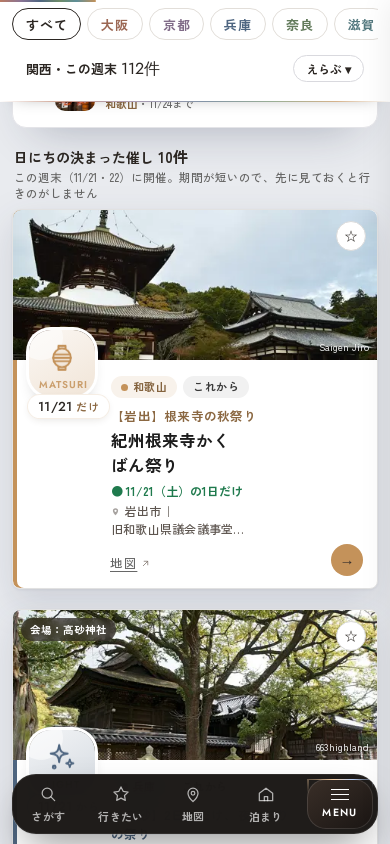 すべて
大阪
京都
兵庫
奈良
滋賀
関西・この週末 112件
えらぶ ▾
和歌山・11/24まで
日にちの決まった催し 10件
この週末（11/21・22）に開催。期間が短いので、先に見ておくと行
きのがしません
Saigen Jiro
MATSURI
11/21 だけ
和歌山
これから
【岩出】根来寺の秋祭り
紀州根来寺かく
ばん祭り
11/21（土）の1日だけ
岩出市｜
旧和歌山県議会議事堂…
地図 ↗
→
会場：高砂神社
663highland
さがす
行きたい
地図
泊まり
MENU
の祭り